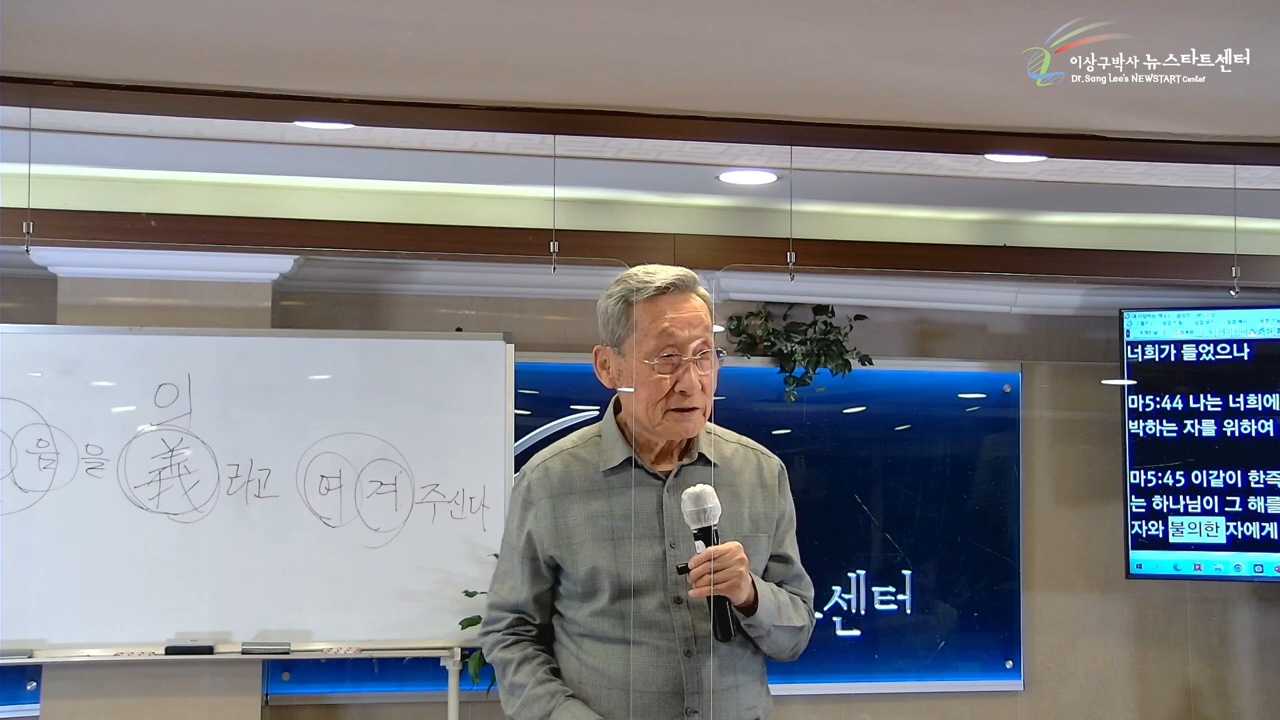 이상구박사 뉴스타트센터
Dr. Sang Lee's NEWSTART Center
의
음을 義라고 여겨주신다
센터
너희가 들었으나
마5:44 나는 너희에
박하는 자를 위하여
마5:45 이같이 한즉
는 하나님이 그 해를
자와 불의한 자에게